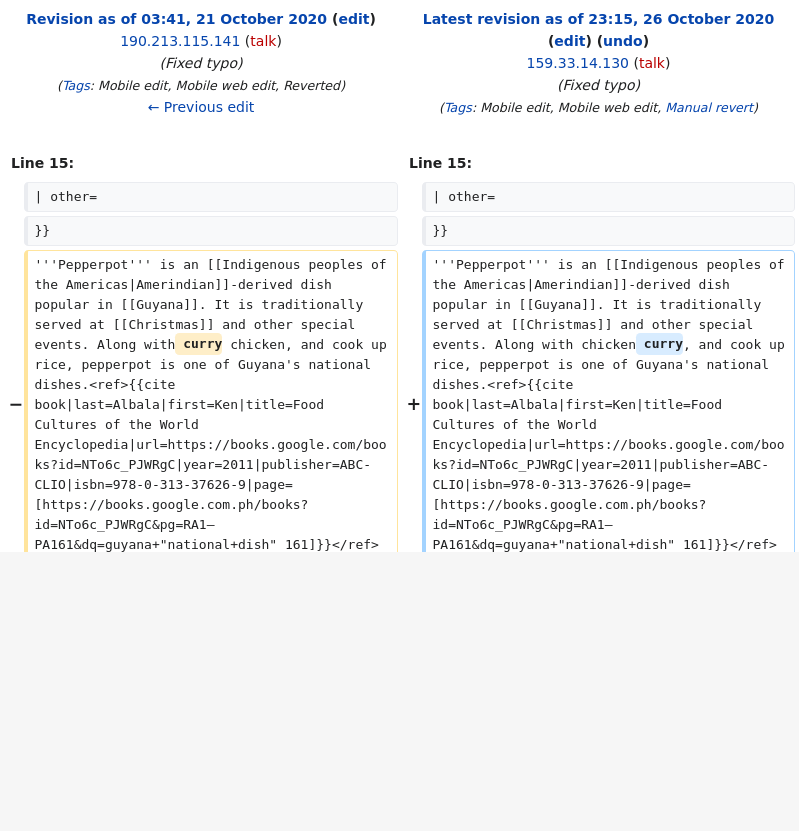 Revision as of 03:41, 21 October 2020 (edit)
190.213.115.141 (talk)
(Fixed typo)
(Tags: Mobile edit, Mobile web edit, Reverted)
← Previous edit
Latest revision as of 23:15, 26 October 2020
(edit) (undo)
159.33.14.130 (talk)
(Fixed typo)
(Tags: Mobile edit, Mobile web edit, Manual revert)
Line 15:
| other=
}}
−
'''Pepperpot''' is an [[Indigenous peoples of
the Americas|Amerindian]]-derived dish
popular in [[Guyana]]. It is traditionally
served at [[Christmas]] and other special
events. Along with curry chicken, and cook up
rice, pepperpot is one of Guyana's national
dishes.<ref>{{cite
book|last=Albala|first=Ken|title=Food
Cultures of the World
Encyclopedia|url=https://books.google.com/boo
ks?id=NTo6c_PJWRgC|year=2011|publisher=ABC-
CLIO|isbn=978-0-313-37626-9|page=
[https://books.google.com.ph/books?
id=NTo6c_PJWRgC&pg=RA1–
PA161&dq=guyana+"national+dish" 161]}}</ref>
Line 15:
| other=
}}
+
'''Pepperpot''' is an [[Indigenous peoples of
the Americas|Amerindian]]-derived dish
popular in [[Guyana]]. It is traditionally
served at [[Christmas]] and other special
events. Along with chicken curry, and cook up
rice, pepperpot is one of Guyana's national
dishes.<ref>{{cite
book|last=Albala|first=Ken|title=Food
Cultures of the World
Encyclopedia|url=https://books.google.com/boo
ks?id=NTo6c_PJWRgC|year=2011|publisher=ABC-
CLIO|isbn=978-0-313-37626-9|page=
[https://books.google.com.ph/books?
id=NTo6c_PJWRgC&pg=RA1–
PA161&dq=guyana+"national+dish" 161]}}</ref>